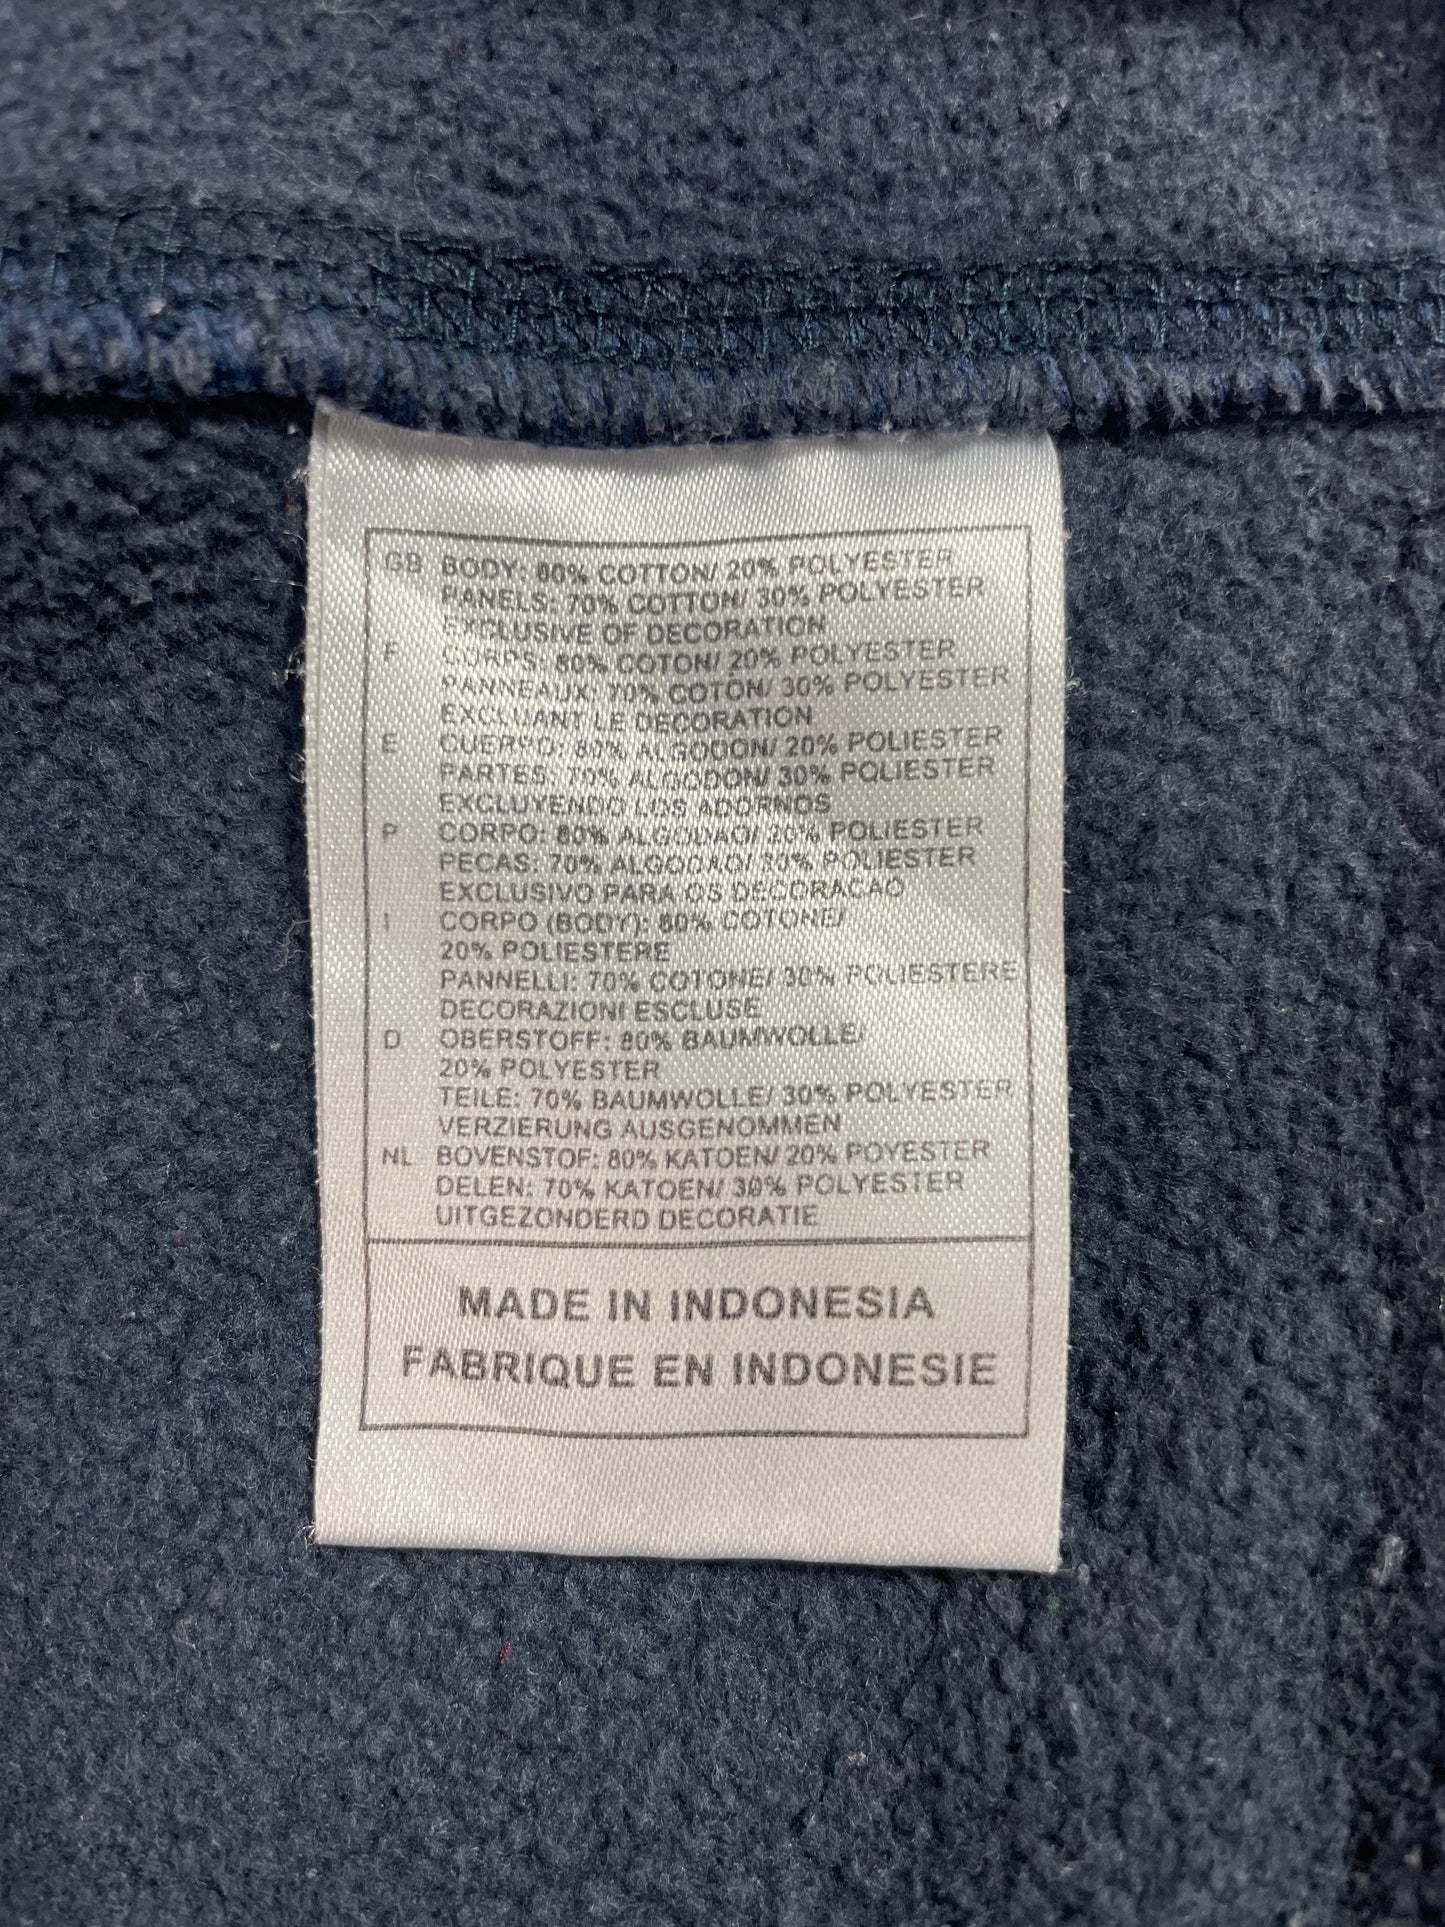 GB BODY: 80% COTTON/ 20% POLYESTER
PANELS: 70% COTTON/ 30% POLYESTER
EXCLUSIVE OF DECORATION
F CORPS: 80% COTON/ 20% POLYESTER
PANNEAUX: 70% COTON/ 30% POLYESTER
EXCLUANT LE DECORATION
E CUERPO: 80% ALGODON/ 20% POLIESTER
PARTES: 70% ALGODON/ 30% POLIESTER
EXCLUYENDO LOS ADORNOS
P CORPO: 80% ALGODAO/ 20% POLIESTER
PECAS: 70% ALGODAO/ 30% POLIESTER
EXCLUSIVO PARA OS DECORACAO
I CORPO (BODY): 80% COTONE/
20% POLIESTERE
PANNELLI: 70% COTONE/ 30% POLIESTERE
DECORAZIONI ESCLUSE
D OBERSTOFF: 80% BAUMWOLLE/
20% POLYESTER
TEILE: 70% BAUMWOLLE/ 30% POLYESTER
VERZIERUNG AUSGENOMMEN
NL BOVENSTOF: 80% KATOEN/ 20% POYESTER
DELEN: 70% KATOEN/ 30% POLYESTER
UITGEZONDERD DECORATIE
MADE IN INDONESIA
FABRIQUE EN INDONESIE